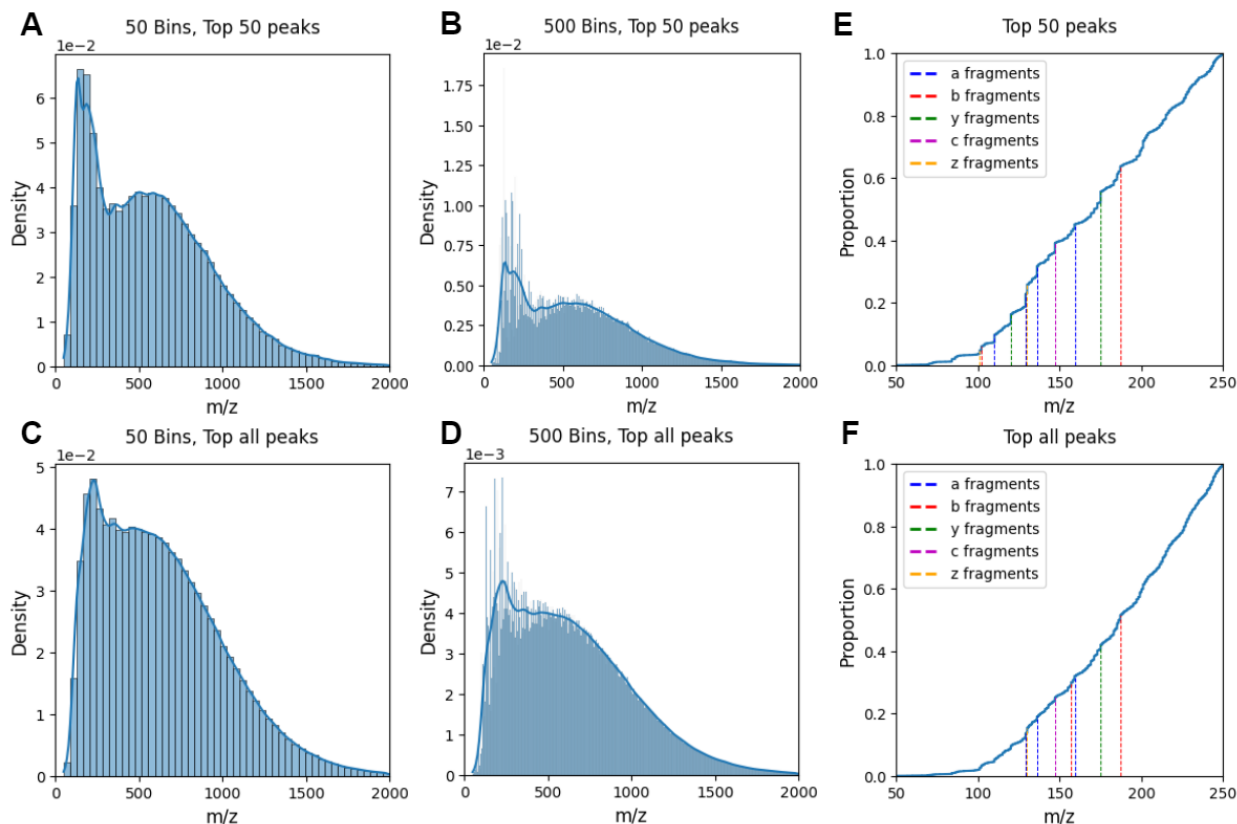 A
50 Bins, Top 50 peaks
1e−2
Density
6
5
4
3
2
1
0
0 500 1000 1500 2000
m/z
B
500 Bins, Top 50 peaks
1e−2
Density
1.75
1.50
1.25
1.00
0.75
0.50
0.25
0.00
0 500 1000 1500 2000
m/z
E
Top 50 peaks
Proportion
1.0
0.8
0.6
0.4
0.2
0.0
a fragments
b fragments
y fragments
c fragments
z fragments
50 100 150 200 250
m/z
C
50 Bins, Top all peaks
1e−2
Density
5
4
3
2
1
0
0 500 1000 1500 2000
m/z
D
500 Bins, Top all peaks
1e−3
Density
7
6
5
4
3
2
1
0
0 500 1000 1500 2000
m/z
F
Top all peaks
Proportion
1.0
0.8
0.6
0.4
0.2
0.0
a fragments
b fragments
y fragments
c fragments
z fragments
50 100 150 200 250
m/z